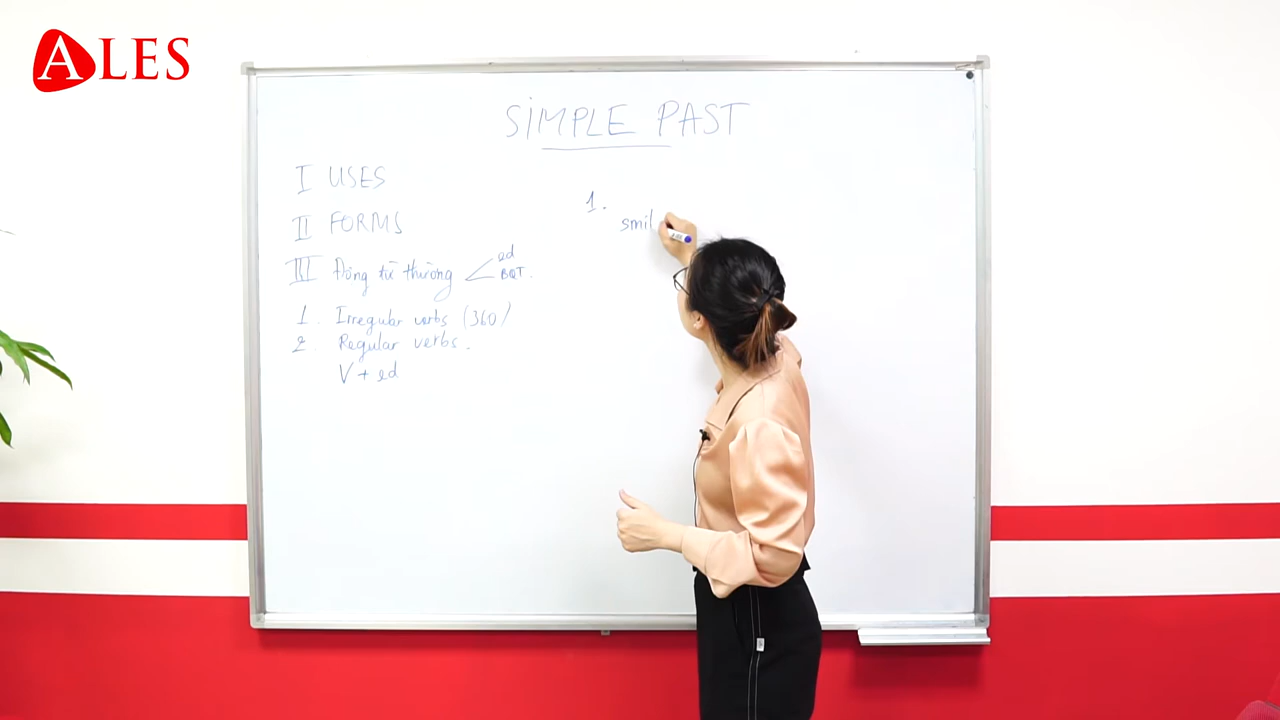 ALES
SIMPLE PAST
I USES
II FORMS
III Động từ thường < ed
BQT.
1. Irregular verbs (360)
2. Regular verbs.
V + ed
1.
smil